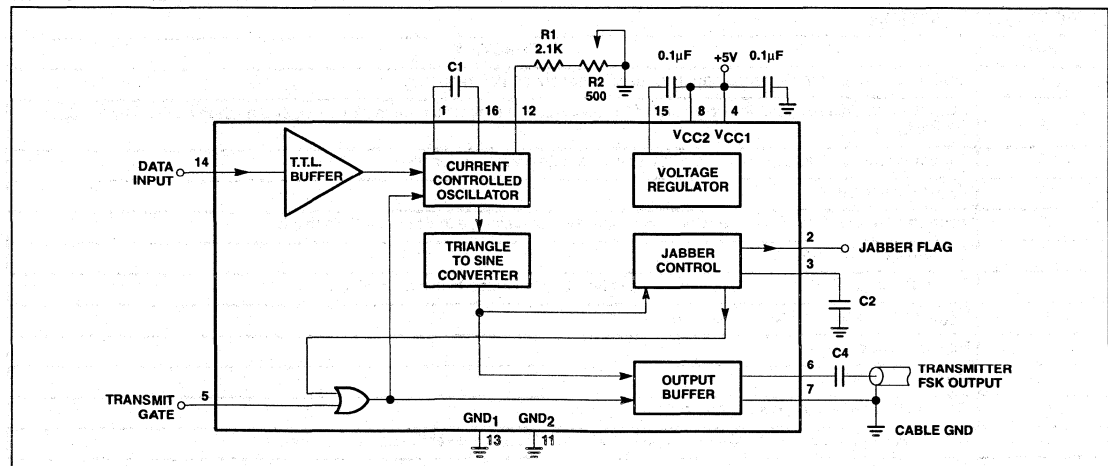 R1
2.1K
R2
500
C1
0.1μF
+5V
0.1μF
1
16
12
15
8
4
VCC2
VCC1
DATA
INPUT
14
T.T.L.
BUFFER
CURRENT
CONTROLLED
OSCILLATOR
VOLTAGE
REGULATOR
TRIANGLE
TO SINE
CONVERTER
JABBER
CONTROL
2
JABBER FLAG
3
C2
OUTPUT
BUFFER
6
C4
TRANSMITTER
FSK OUTPUT
7
CABLE GND
TRANSMIT
GATE
5
GND1
GND2
13
11